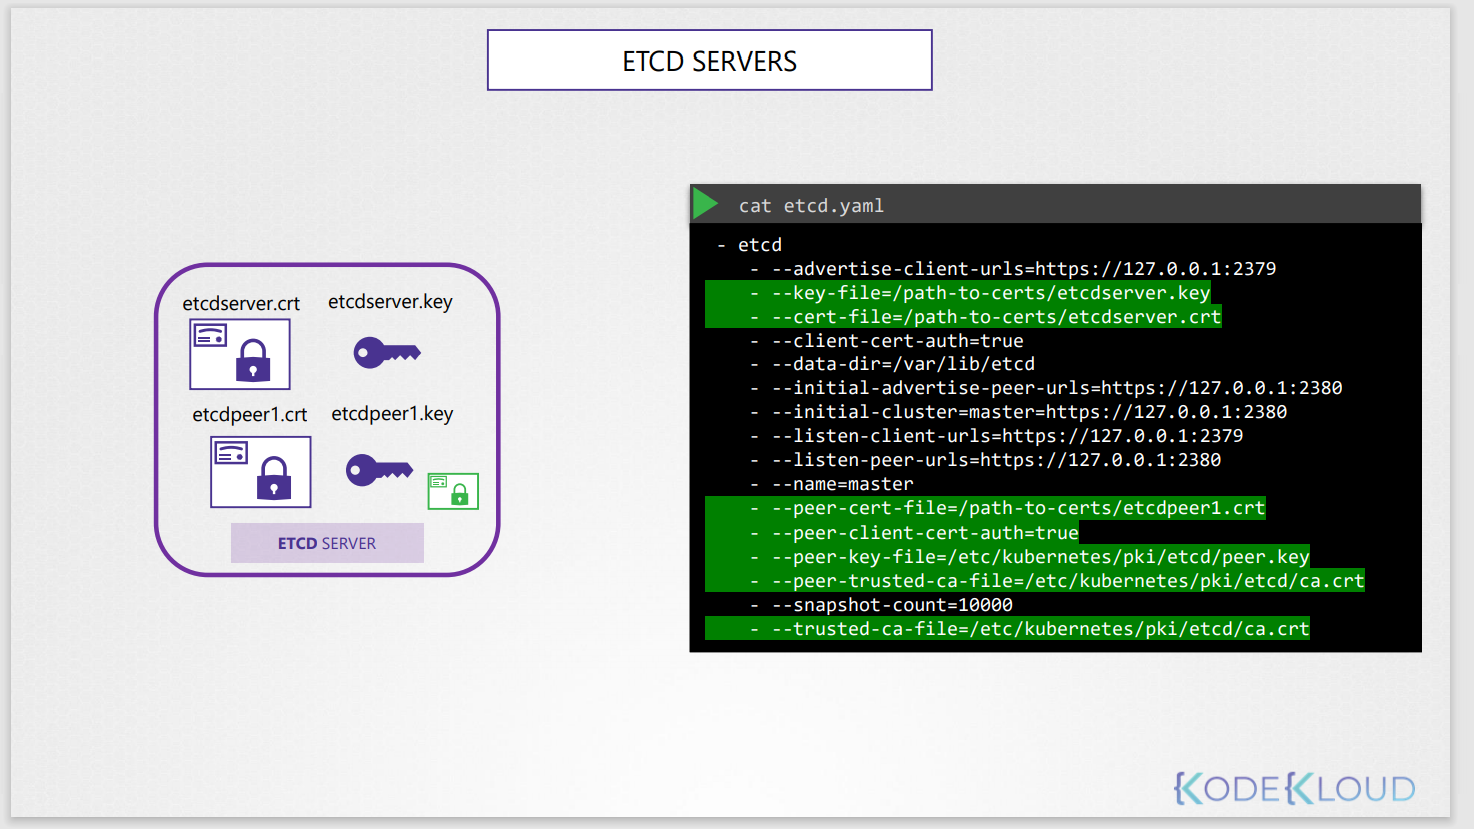 ETCD SERVERS
etcdserver.crt etcdserver.key
etcdpeer1.crt etcdpeer1.key
ETCD SERVER
cat etcd.yaml
- etcd
- --advertise-client-urls=https://127.0.0.1:2379
- --key-file=/path-to-certs/etcdserver.key
- --cert-file=/path-to-certs/etcdserver.crt
- --client-cert-auth=true
- --data-dir=/var/lib/etcd
- --initial-advertise-peer-urls=https://127.0.0.1:2380
- --initial-cluster=master=https://127.0.0.1:2380
- --listen-client-urls=https://127.0.0.1:2379
- --listen-peer-urls=https://127.0.0.1:2380
- --name=master
- --peer-cert-file=/path-to-certs/etcdpeer1.crt
- --peer-client-cert-auth=true
- --peer-key-file=/etc/kubernetes/pki/etcd/peer.key
- --peer-trusted-ca-file=/etc/kubernetes/pki/etcd/ca.crt
- --snapshot-count=10000
- --trusted-ca-file=/etc/kubernetes/pki/etcd/ca.crt
KODEKLOUD